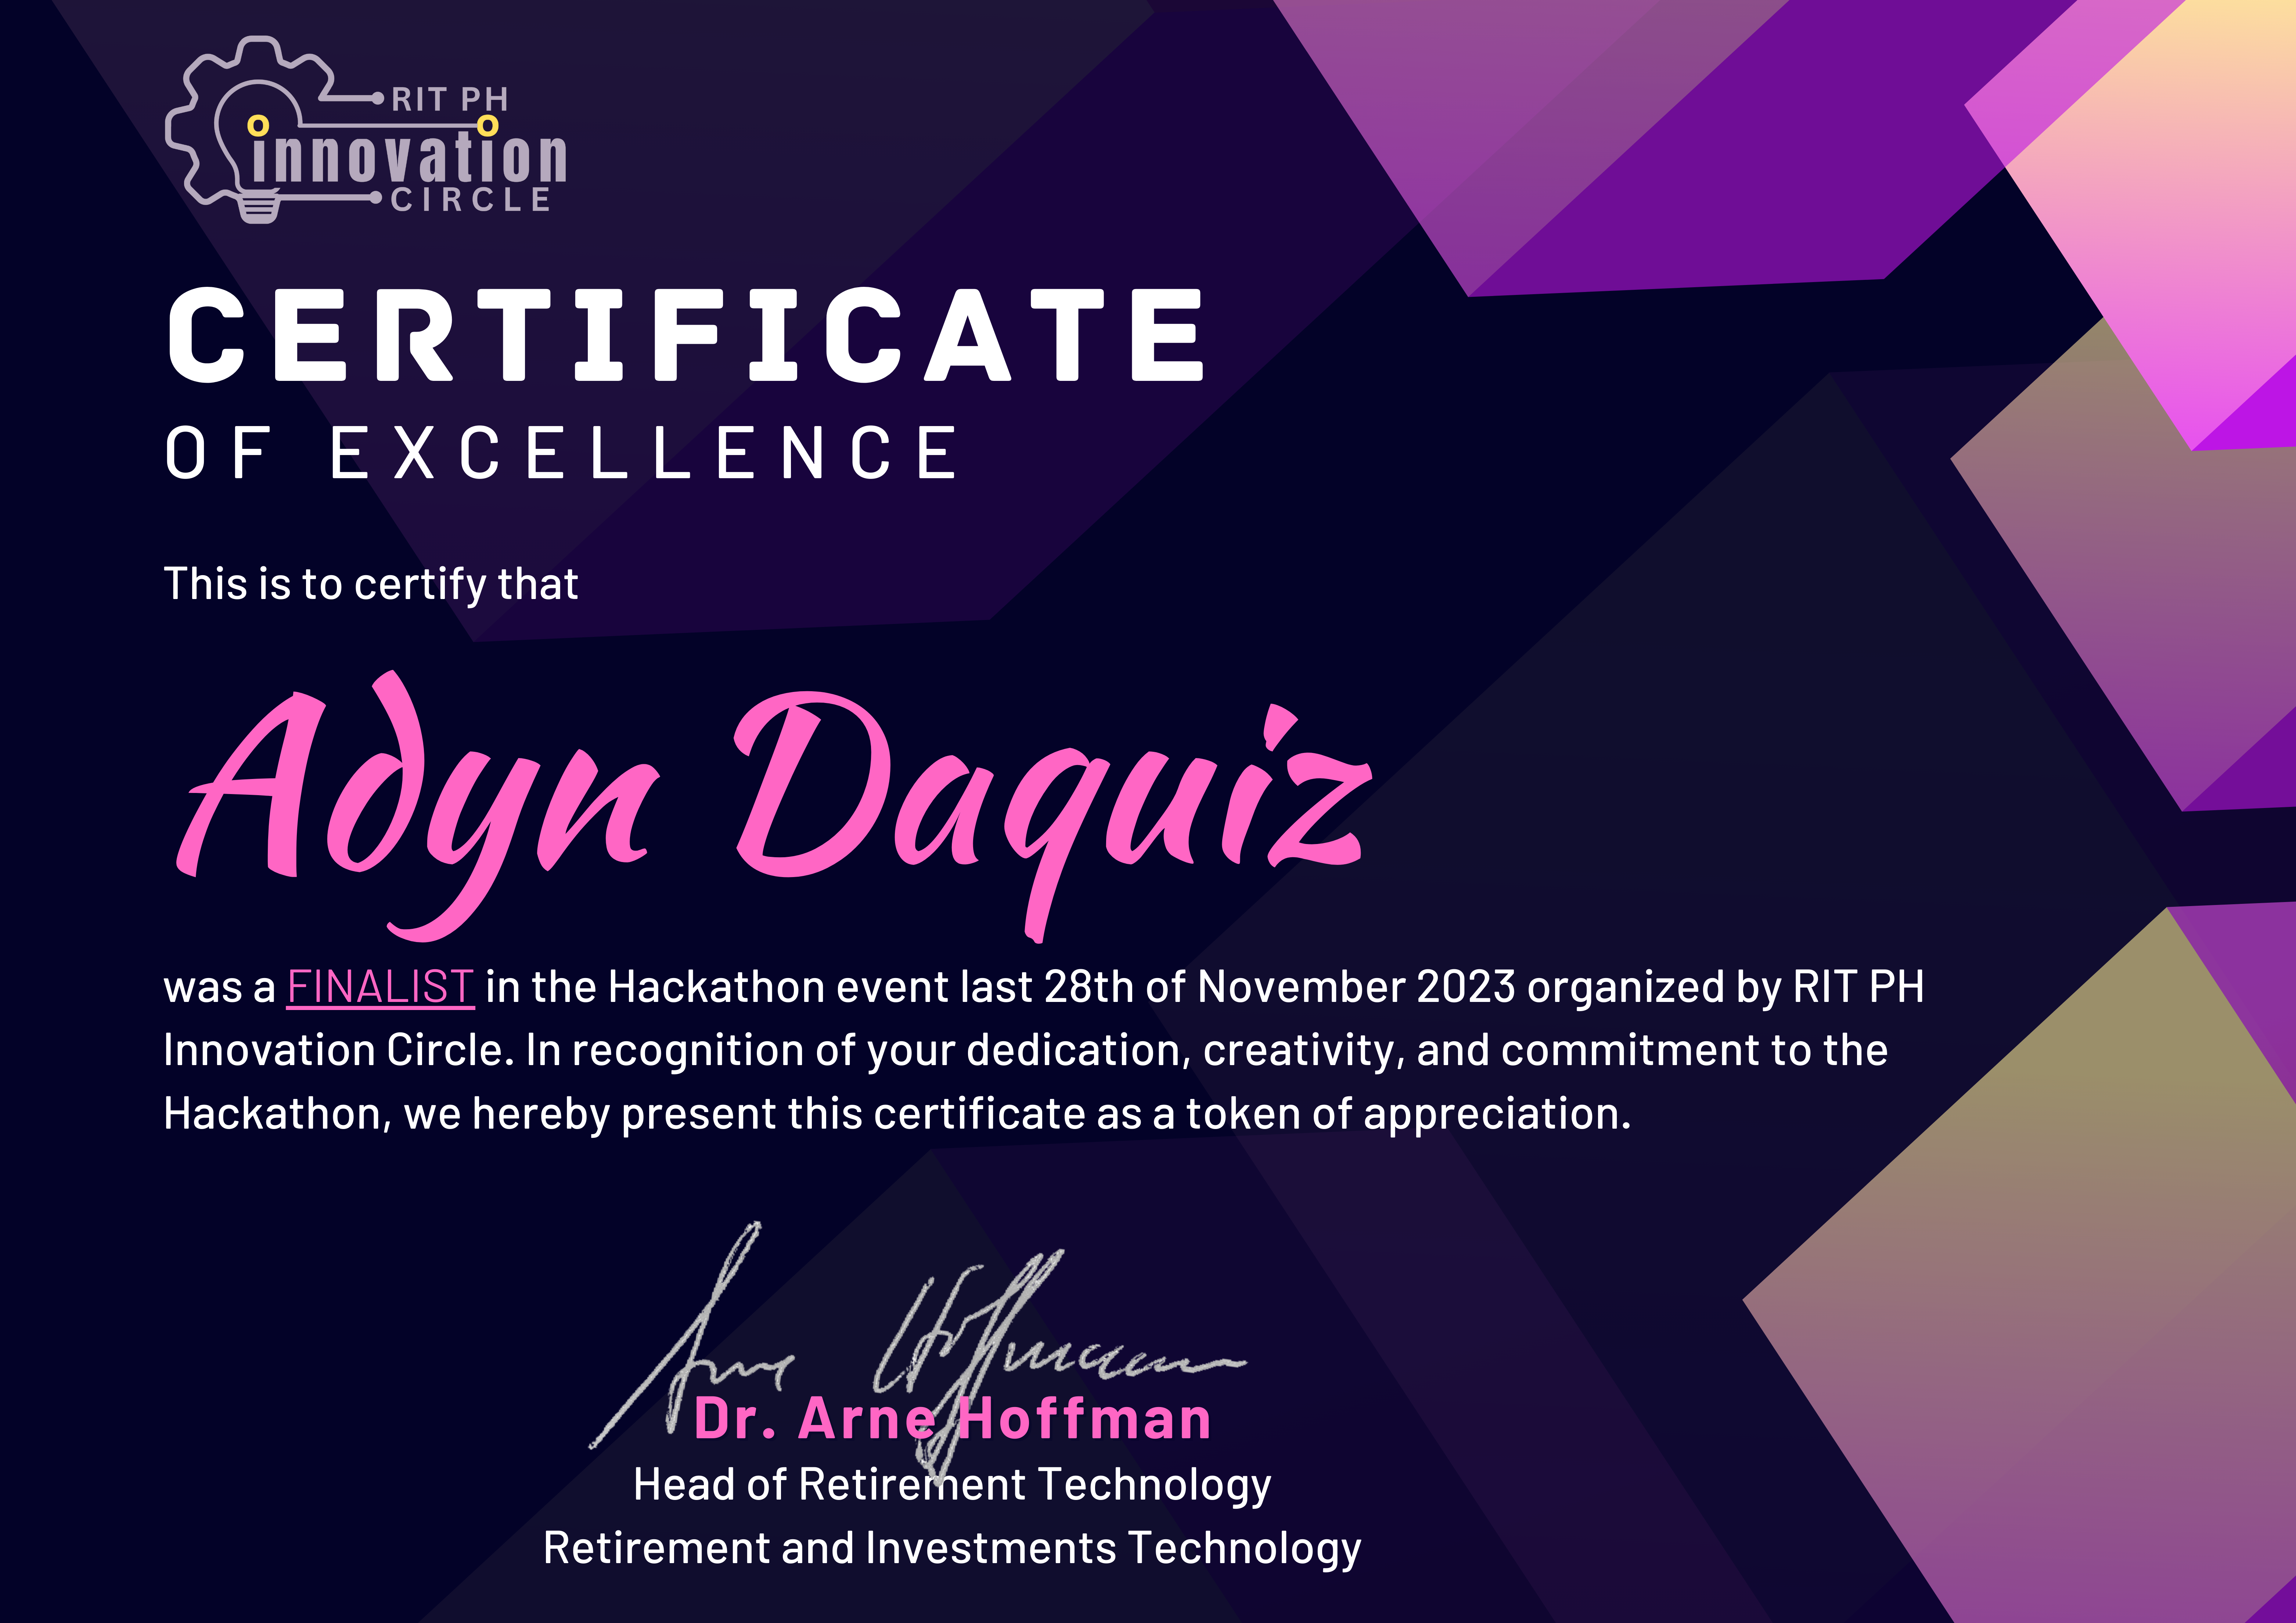 RIT PH
innovation
CIRCLE
CERTIFICATE
OF EXCELLENCE
This is to certify that
Adyn Daquiz
was a FINALIST in the Hackathon event last 28th of November 2023 organized by RIT PH
Innovation Circle. In recognition of your dedication, creativity, and commitment to the
Hackathon, we hereby present this certificate as a token of appreciation.
Arne Hoffmann
Dr. Arne Hoffman
Head of Retirement Technology
Retirement and Investments Technology